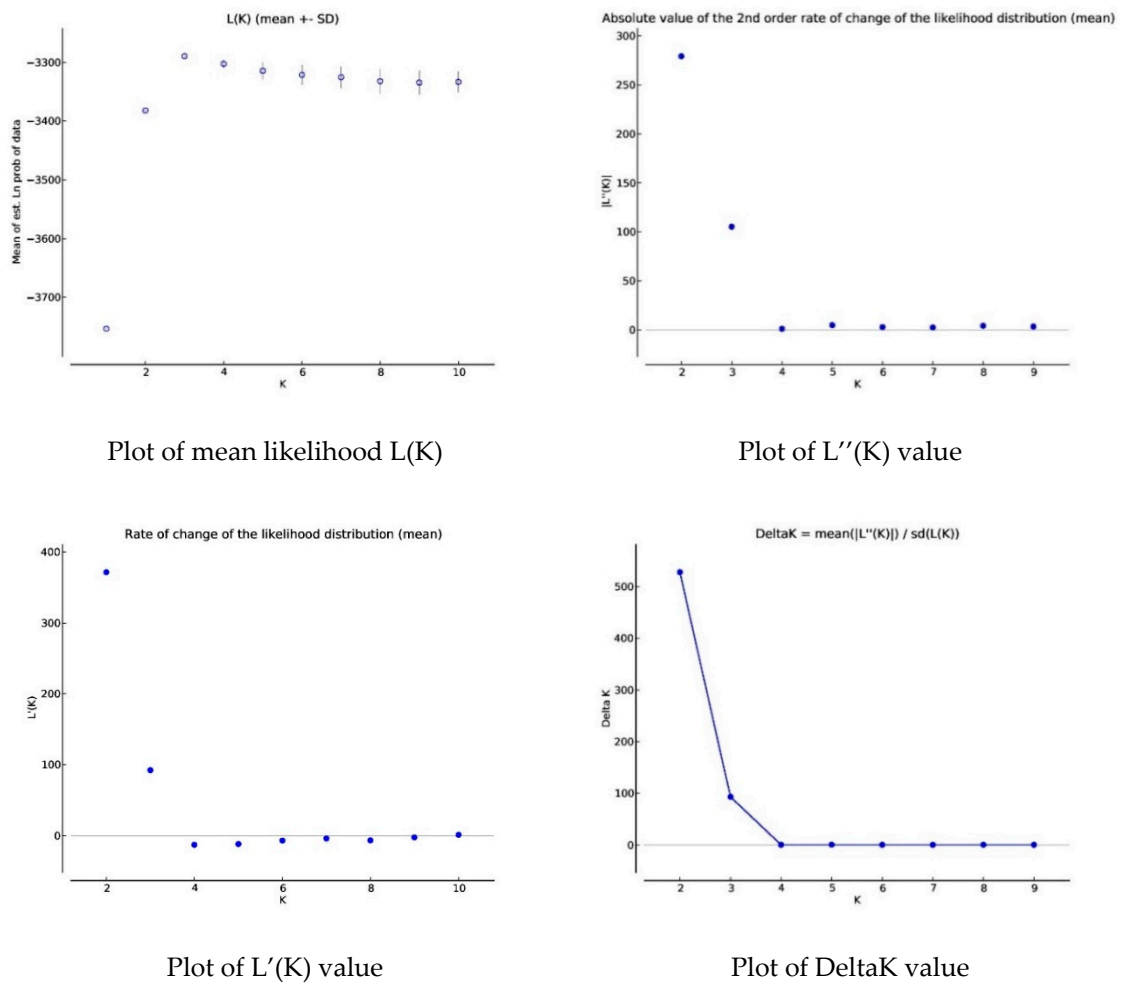 L(K) (mean +- SD)
Mean of est. Ln prob of data
−3300
−3400
−3500
−3600
−3700
2 4 6 8 10
K
Plot of mean likelihood L(K)
Absolute value of the 2nd order rate of change of the likelihood distribution (mean)
|L''(K)|
300
250
200
150
100
50
0
2 3 4 5 6 7 8 9
K
Plot of L′′(K) value
Rate of change of the likelihood distribution (mean)
L'(K)
400
300
200
100
0
2 4 6 8 10
K
Plot of L′(K) value
DeltaK = mean(|L''(K)|) / sd(L(K))
Delta K
500
400
300
200
100
0
2 3 4 5 6 7 8 9
K
Plot of DeltaK value